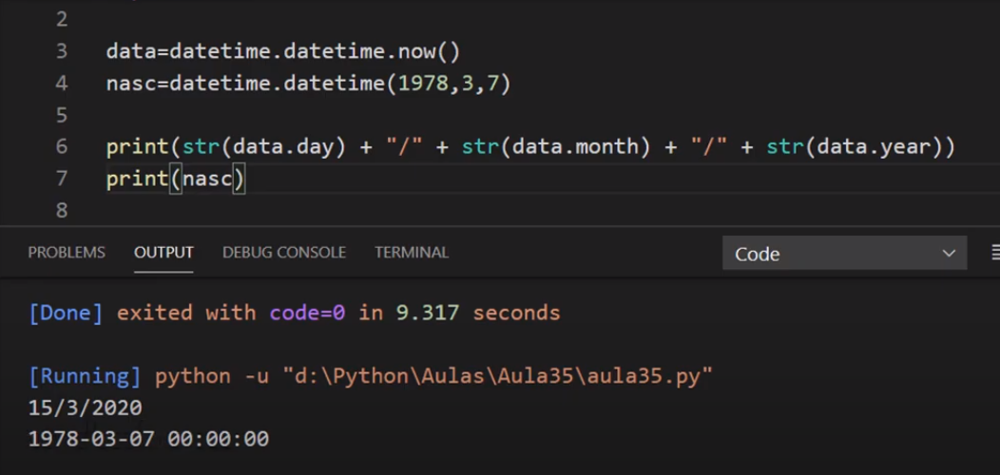 2
3 data=datetime.datetime.now()
4 nasc=datetime.datetime(1978,3,7)
5
6 print(str(data.day) + "/" + str(data.month) + "/" + str(data.year))
7 print(nasc)
8
PROBLEMS OUTPUT DEBUG CONSOLE TERMINAL Code
[Done] exited with code=0 in 9.317 seconds
[Running] python -u "d:\Python\Aulas\Aula35\aula35.py"
15/3/2020
1978-03-07 00:00:00